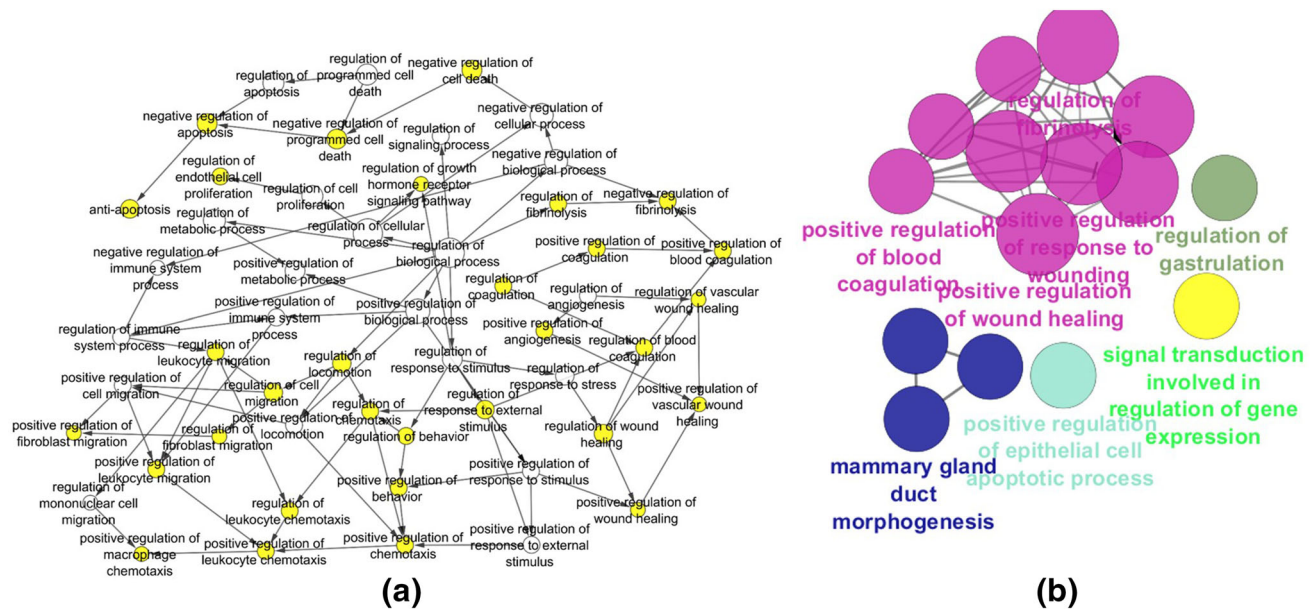 regulation of
programmed cell
death
regulation of
apoptosis
negative regulation of
cell death
negative regulation of
apoptosis
negative regulation of
programmed cell
death
regulation of
signaling process
negative regulation of
cellular process
negative regulation of
biological process
regulation of
endothelial cell
proliferation
regulation of cell
proliferation
regulation of growth
hormone receptor
signaling pathway
anti-apoptosis
regulation of
metabolic process
regulation of cellular
process
regulation of
biological process
regulation of
fibrinolysis
negative regulation of
fibrinolysis
negative regulation of
immune system
process
positive regulation of
metabolic process
positive regulation of
coagulation
positive regulation of
blood coagulation
regulation of
coagulation
regulation of
angiogenesis
regulation of vascular
wound healing
positive regulation of
immune system
process
positive regulation of
biological process
regulation of immune
system process
positive regulation of
angiogenesis
regulation of blood
coagulation
regulation of
leukocyte migration
regulation of
locomotion
regulation of
response to stimulus
regulation of
response to stress
positive regulation of
cell migration
regulation of cell
migration
regulation of
chemotaxis
regulation of
response to external
stimulus
positive regulation of
vascular wound
healing
positive regulation of
fibroblast migration
regulation of
fibroblast migration
positive regulation of
locomotion
regulation of behavior
regulation of wound
healing
positive regulation of
leukocyte migration
positive regulation of
behavior
positive regulation of
response to stimulus
regulation of
mononuclear cell
migration
regulation of
leukocyte chemotaxis
positive regulation of
wound healing
positive regulation of
macrophage
chemotaxis
positive regulation of
leukocyte chemotaxis
positive regulation of
chemotaxis
positive regulation of
response to external
stimulus
(a)
regulation of
fibrinolysis
positive regulation
of blood
coagulation
positive regulation
of response to
wounding
positive regulation
of wound healing
regulation of
gastrulation
signal transduction
involved in
regulation of gene
expression
positive regulation
of epithelial cell
apoptotic process
mammary gland
duct
morphogenesis
(b)